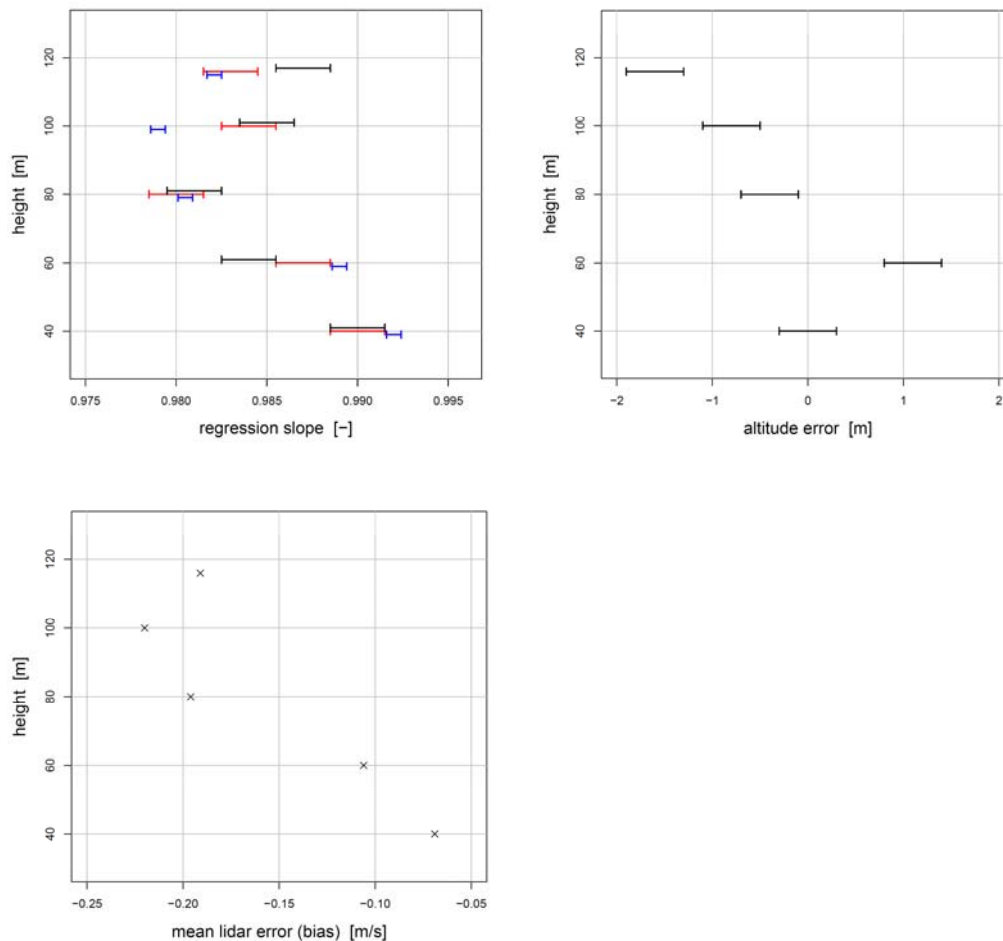 height [m]
120
100
80
60
40
0.975 0.980 0.985 0.990 0.995
regression slope [−]
height [m]
120
100
80
60
40
−2 −1 0 1 2
altitude error [m]
height [m]
120
100
80
60
40
−0.25 −0.20 −0.15 −0.10 −0.05
mean lidar error (bias) [m/s]